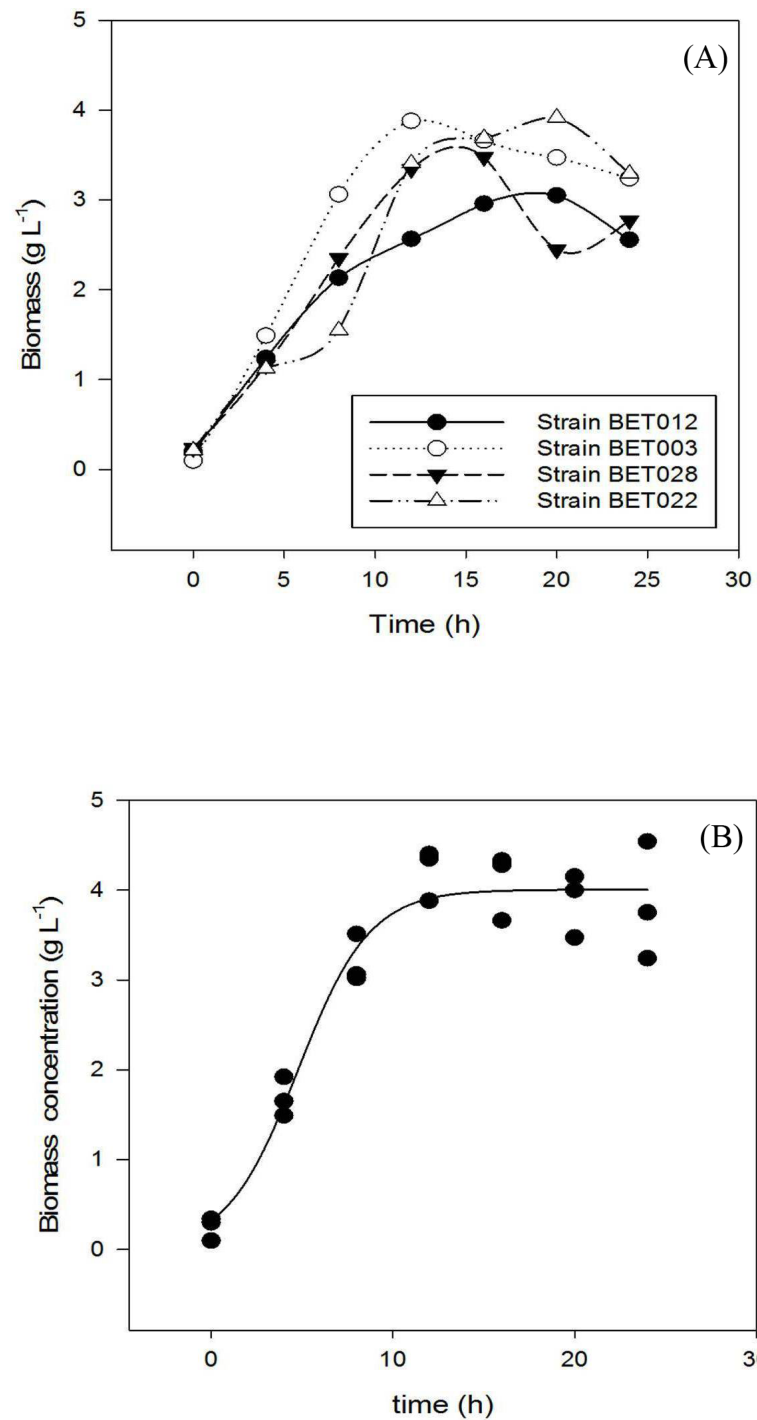 (A)
5
4
3
2
1
0
Biomass (g L-1)
Strain BET012
Strain BET003
Strain BET028
Strain BET022
0 5 10 15 20 25 30
Time (h)
(B)
5
4
3
2
1
0
Biomass concentration (g L-1)
0 10 20 3
time (h)